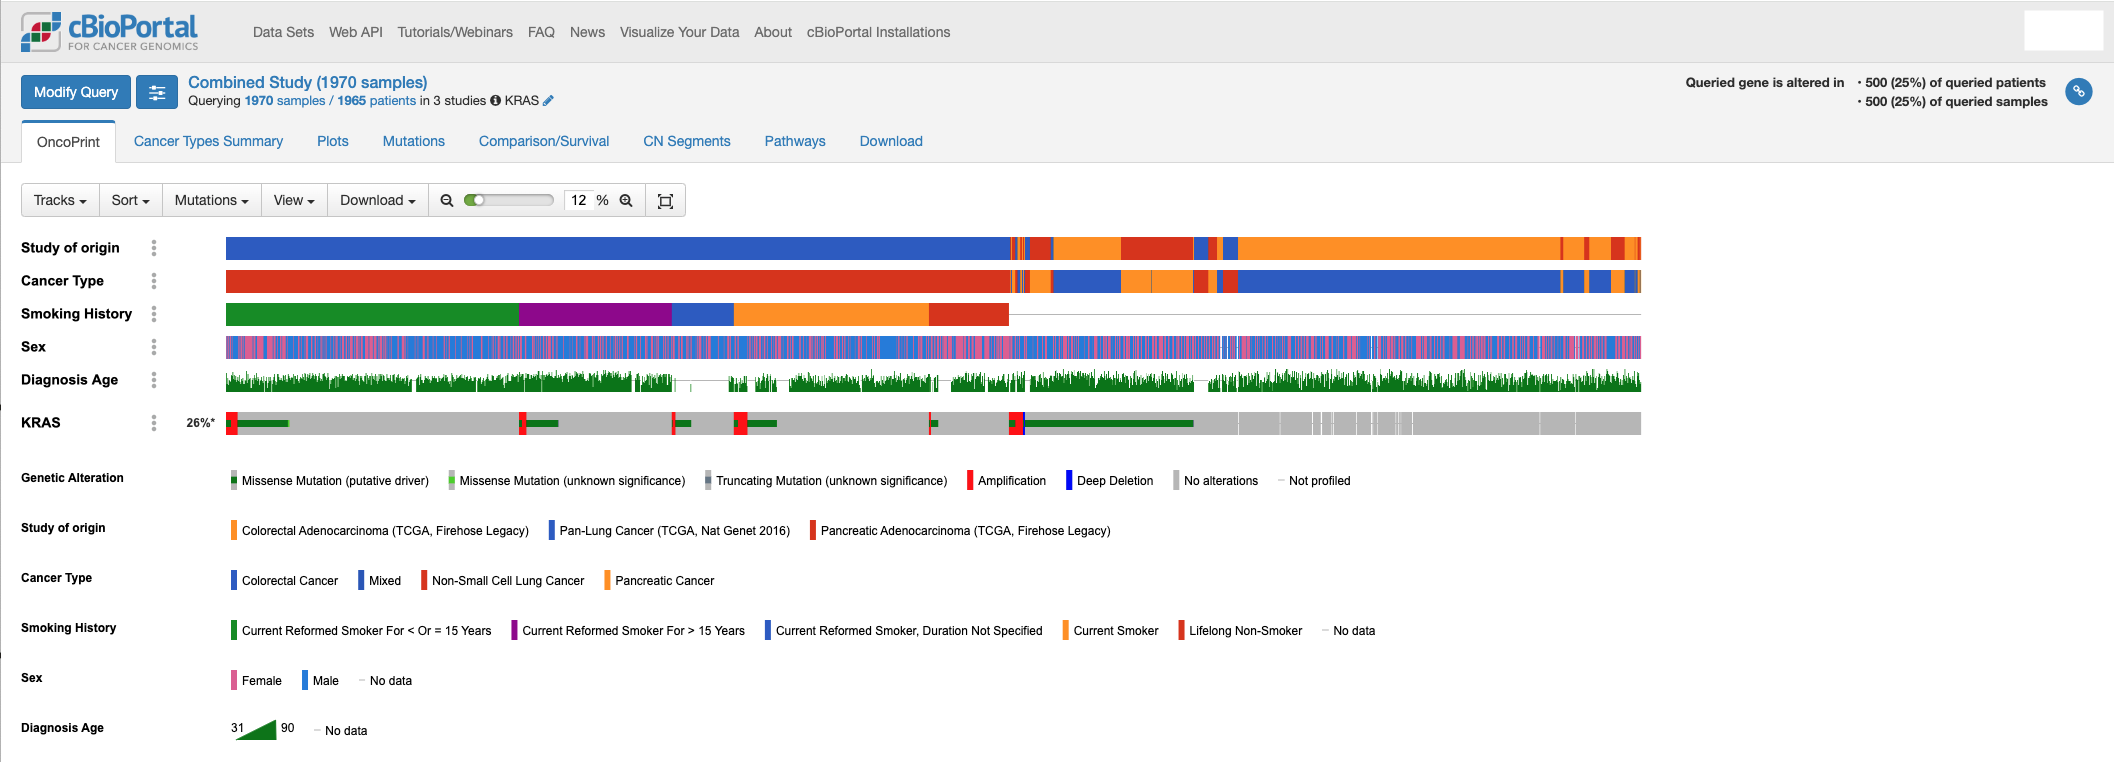 cBioPortal
FOR CANCER GENOMICS
Data Sets Web API Tutorials/Webinars FAQ News Visualize Your Data About cBioPortal Installations
Modify Query
Combined Study (1970 samples)
Querying 1970 samples / 1965 patients in 3 studies KRAS
Queried gene is altered in
• 500 (25%) of queried patients
• 500 (25%) of queried samples
OncoPrint Cancer Types Summary Plots Mutations Comparison/Survival CN Segments Pathways Download
Tracks Sort Mutations View Download 12 %
Study of origin
Cancer Type
Smoking History
Sex
Diagnosis Age
KRAS 26%*
Genetic Alteration Missense Mutation (putative driver) Missense Mutation (unknown significance) Truncating Mutation (unknown significance) Amplification Deep Deletion No alterations Not profiled
Study of origin Colorectal Adenocarcinoma (TCGA, Firehose Legacy) Pan-Lung Cancer (TCGA, Nat Genet 2016) Pancreatic Adenocarcinoma (TCGA, Firehose Legacy)
Cancer Type Colorectal Cancer Mixed Non-Small Cell Lung Cancer Pancreatic Cancer
Smoking History Current Reformed Smoker For < Or = 15 Years Current Reformed Smoker For > 15 Years Current Reformed Smoker, Duration Not Specified Current Smoker Lifelong Non-Smoker No data
Sex Female Male No data
Diagnosis Age 31 90 No data